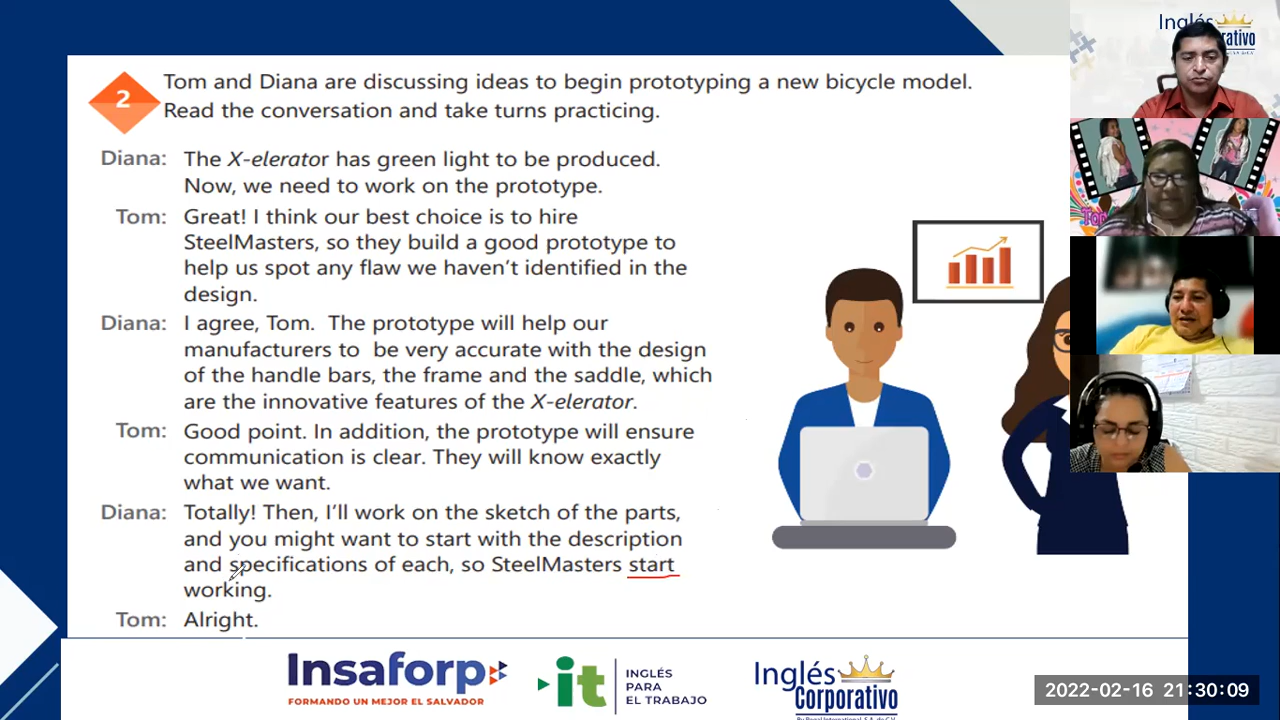 Inglés
rativo
2
Tom and Diana are discussing ideas to begin prototyping a new bicycle model.
Read the conversation and take turns practicing.
Diana: The X-elerator has green light to be produced.
Now, we need to work on the prototype.
Tom: Great! I think our best choice is to hire
SteelMasters, so they build a good prototype to
help us spot any flaw we haven't identified in the
design.
Diana: I agree, Tom. The prototype will help our
manufacturers to be very accurate with the design
of the handle bars, the frame and the saddle, which
are the innovative features of the X-elerator.
Tom: Good point. In addition, the prototype will ensure
communication is clear. They will know exactly
what we want.
Diana: Totally! Then, I'll work on the sketch of the parts,
and you might want to start with the description
and specifications of each, so SteelMasters start
working.
Tom: Alright.
Insaforp
FORMANDO UN MEJOR EL SALVADOR
it
INGLÉS
PARA
EL TRABAJO
Inglés
Corporativo
2022-02-16 21:30:09